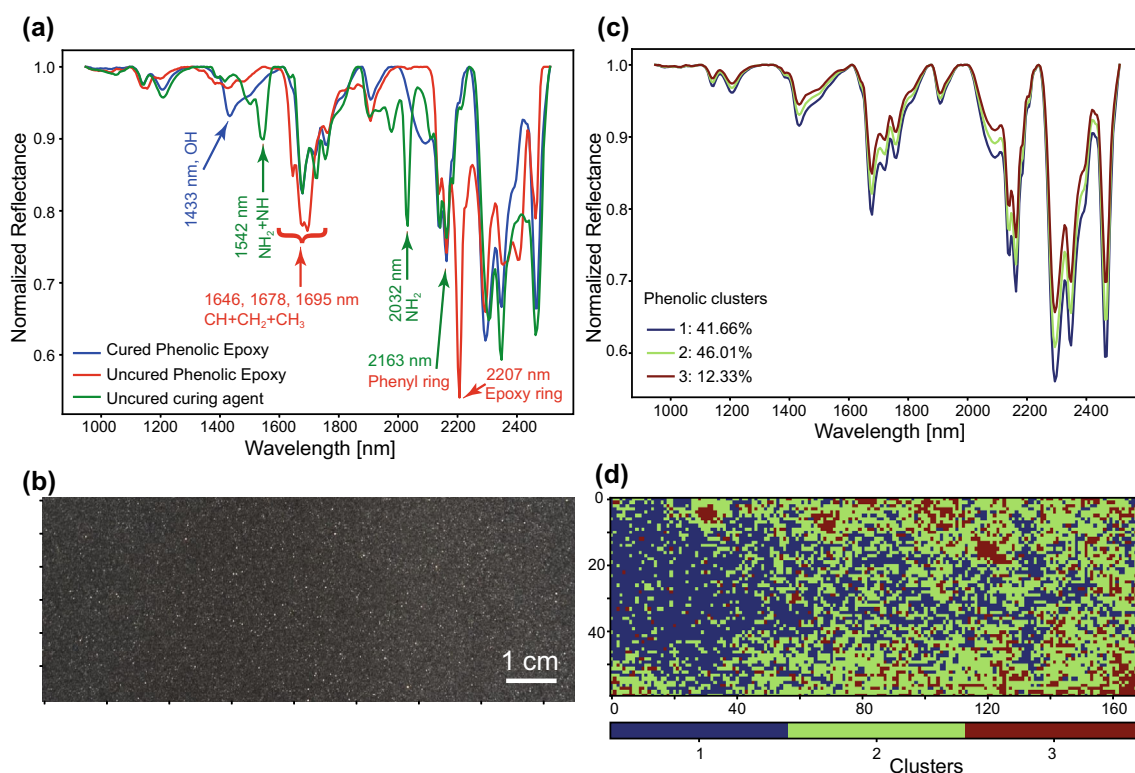 (a)
Normalized Reflectance
1.0
0.9
0.8
0.7
0.6
1433 nm, OH
1542 nm
NH₂+NH
1646, 1678, 1695 nm
CH+CH₂+CH₃
2032 nm
NH₂
2163 nm
Phenyl ring
2207 nm
Epoxy ring
Cured Phenolic Epoxy
Uncured Phenolic Epoxy
Uncured curing agent
1000 1200 1400 1600 1800 2000 2200 2400
Wavelength [nm]
(c)
Normalized Reflectance
1.0
0.9
0.8
0.7
0.6
Phenolic clusters
1: 41.66%
2: 46.01%
3: 12.33%
1000 1200 1400 1600 1800 2000 2200 2400
Wavelength [nm]
(b)
1 cm
(d)
0
20
40
0 40 80 120 160
1 2 3
Clusters